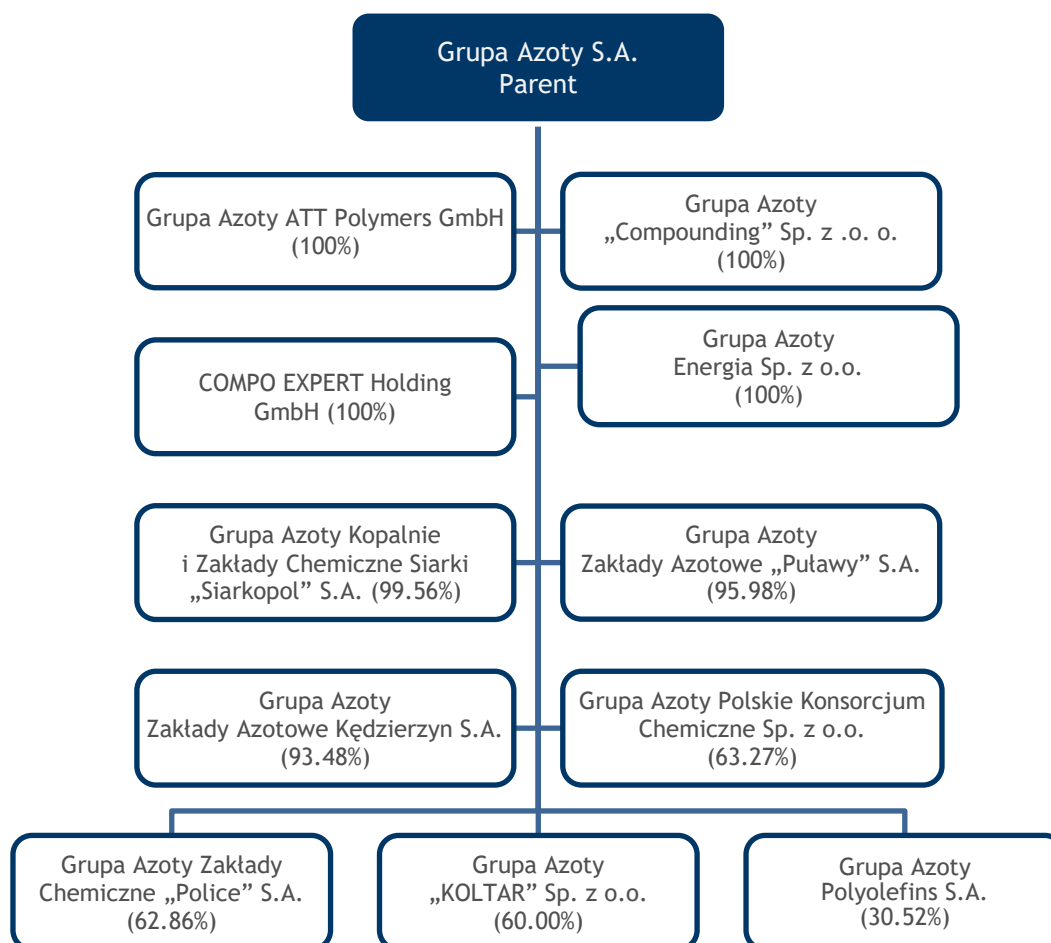 Grupa Azoty S.A.
Parent
Grupa Azoty ATT Polymers GmbH
(100%)
Grupa Azoty
„Compounding” Sp. z .o. o.
(100%)
COMPO EXPERT Holding
GmbH (100%)
Grupa Azoty
Energia Sp. z o.o.
(100%)
Grupa Azoty Kopalnie
i Zakłady Chemiczne Siarki
„Siarkopol” S.A. (99.56%)
Grupa Azoty
Zakłady Azotowe „Puławy” S.A.
(95.98%)
Grupa Azoty
Zakłady Azotowe Kędzierzyn S.A.
(93.48%)
Grupa Azoty Polskie Konsorcjum
Chemiczne Sp. z o.o.
(63.27%)
Grupa Azoty Zakłady
Chemiczne „Police” S.A.
(62.86%)
Grupa Azoty
„KOLTAR” Sp. z o.o.
(60.00%)
Grupa Azoty
Polyolefins S.A.
(30.52%)